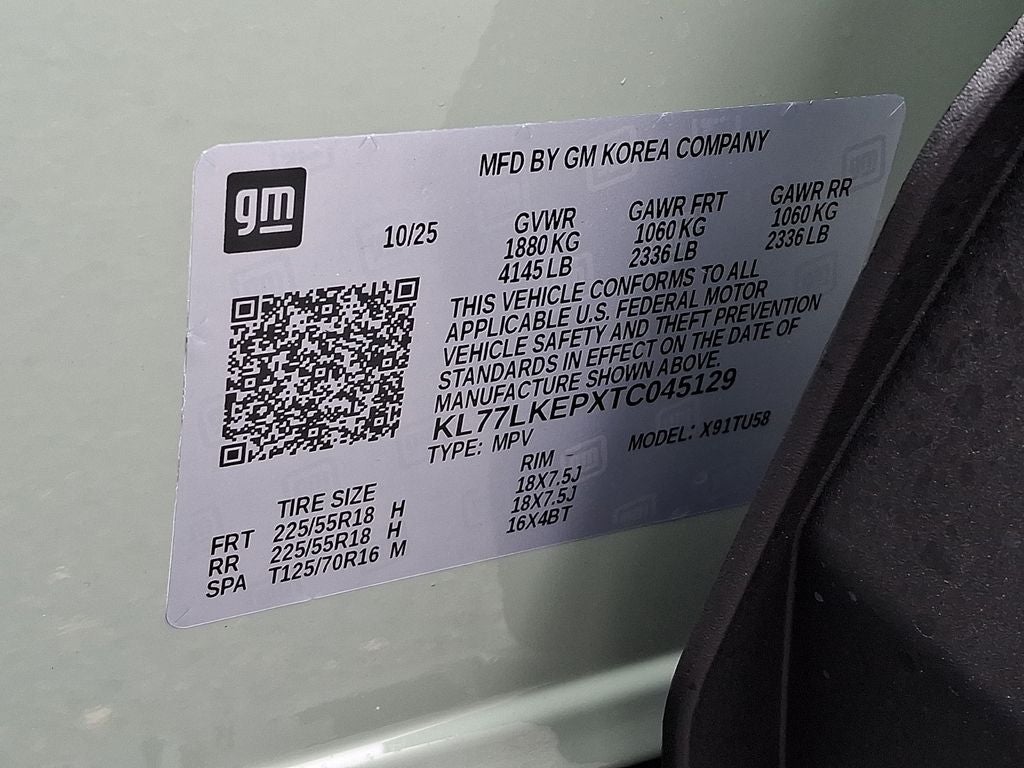 MFD BY GM KOREA COMPANY
gm
10/25
GVWR GAWR FRT GAWR RR
1880 KG 1060 KG 1060 KG
4145 LB 2336 LB 2336 LB
THIS VEHICLE CONFORMS TO ALL
APPLICABLE U.S. FEDERAL MOTOR
VEHICLE SAFETY AND THEFT PREVENTION
STANDARDS IN EFFECT ON THE DATE OF
MANUFACTURE SHOWN ABOVE.
KL77LKEPXTC045129
TYPE: MPV MODEL: X91TU58
TIRE SIZE RIM
FRT 225/55R18 H 18X7.5J
RR 225/55R18 H 18X7.5J
SPA T125/70R16 M 16X4BT